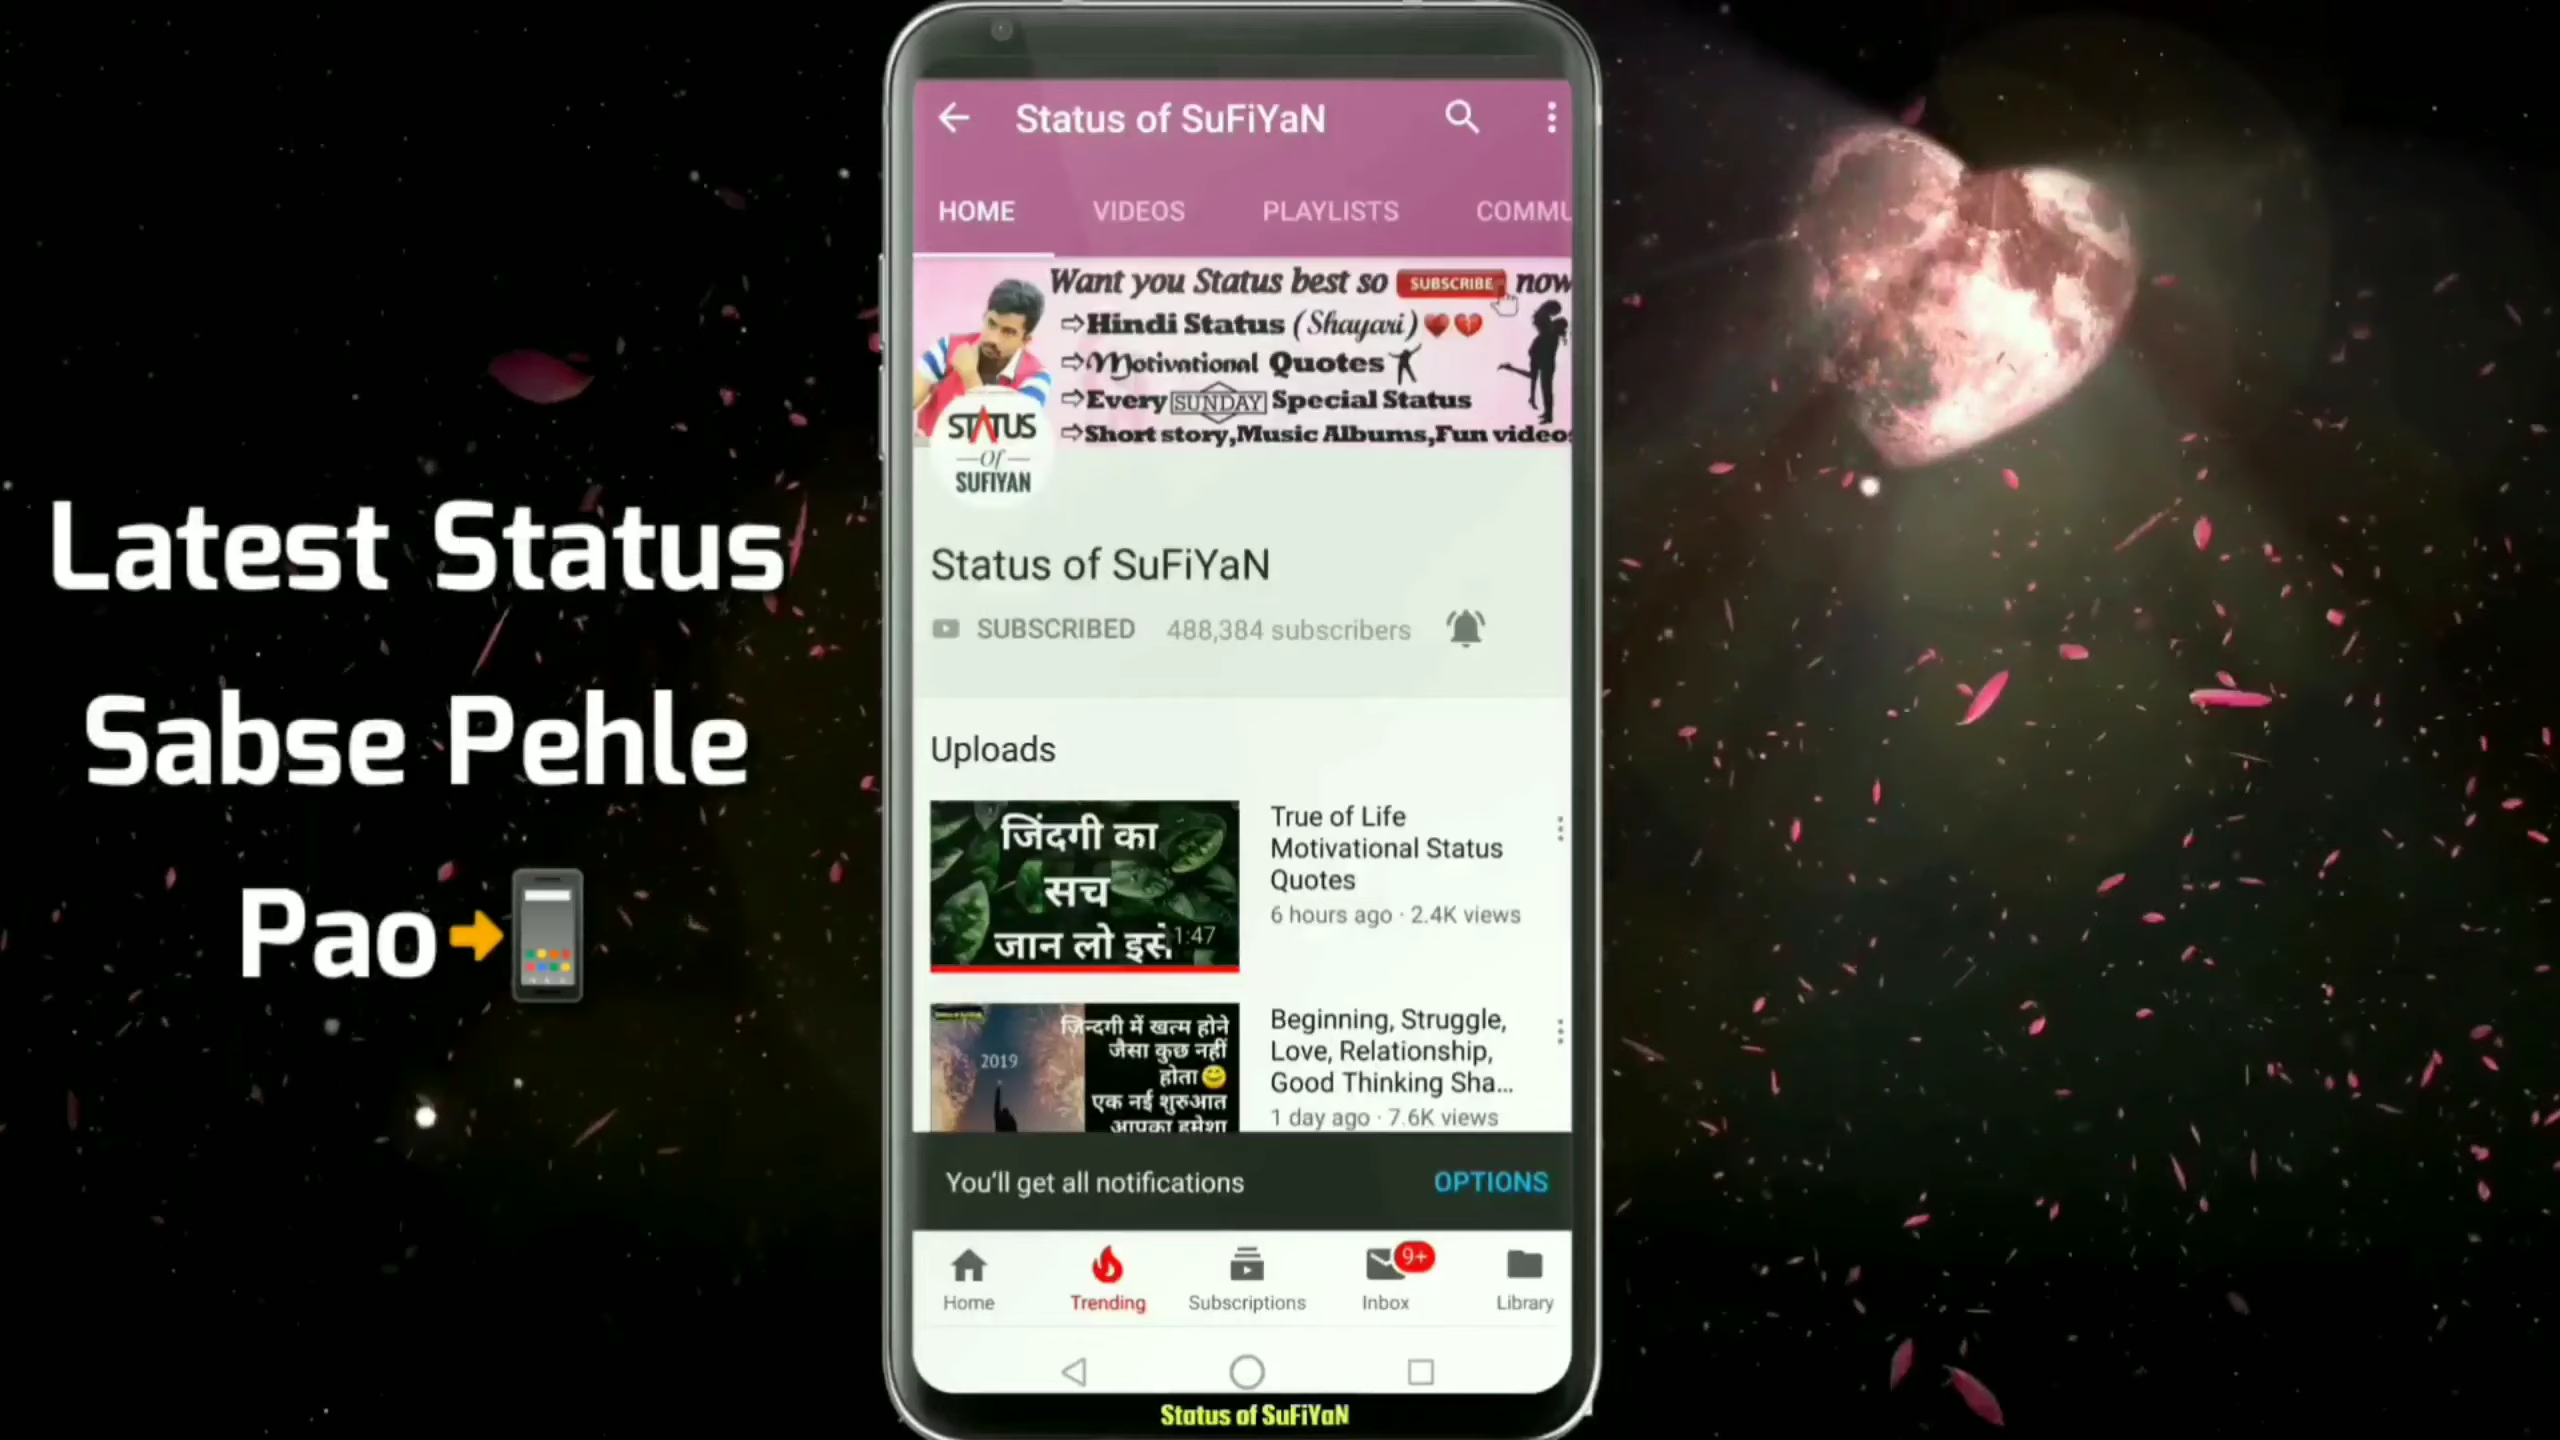 Latest Status
Sabse Pehle
Pao
Status of SuFiYaN
HOME VIDEOS PLAYLISTS COMMU
Want you Status best so SUBSCRIBE now
⇨Hindi Status (Shayari)
⇨Motivational Quotes
⇨Every SUNDAY Special Status
⇨Short story,Music Albums,Fun videos
STATUS
Of
SUFIYAN
Status of SuFiYaN
SUBSCRIBED 488,384 subscribers
Uploads
जिंदगी का
सच
जान लो इसे
1:47
True of Life
Motivational Status
Quotes
6 hours ago · 2.4K views
2019
ज़िन्दगी में खत्म होने
जैसा कुछ नहीं
होता
एक नई शुरुआत
आपका हमेशा
Beginning, Struggle,
Love, Relationship,
Good Thinking Sha...
1 day ago · 7.6K views
You'll get all notifications OPTIONS
9+
Home Trending Subscriptions Inbox Library
Status of SuFiYaN